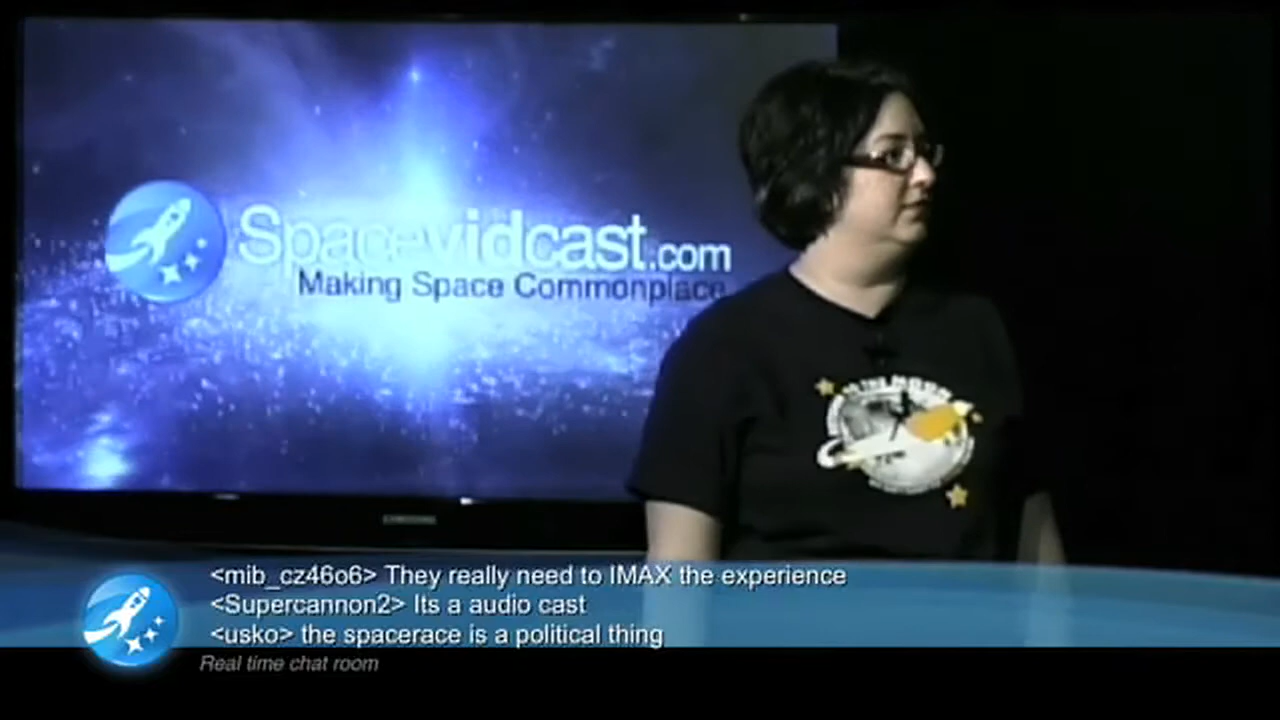 Spacevidcast.com
Making Space Commonplace
SAMSUNG
<mib_cz46o6> They really need to IMAX the experience
<Supercannon2> Its a audio cast
<usko> the spacerace is a political thing
Real time chat room